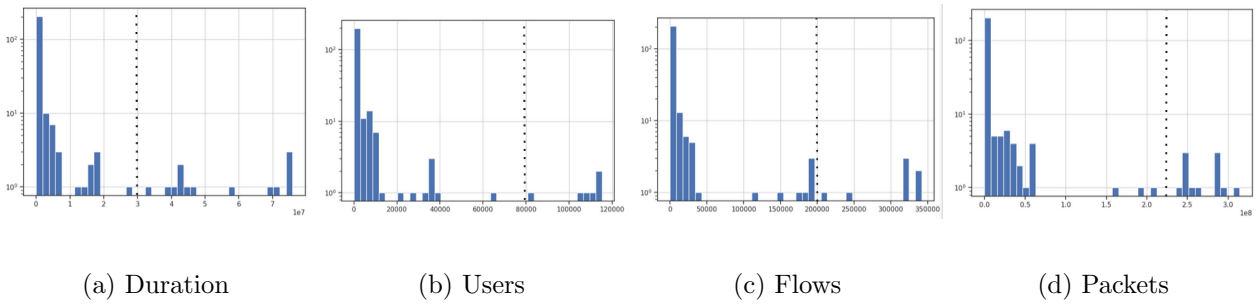 10² 10¹ 10⁰
0 1 2 3 4 5 6 7
1e7
10² 10¹ 10⁰
0 20000 40000 60000 80000 100000 120000
10² 10¹ 10⁰
0 50000 100000 150000 200000 250000 300000 350000
10² 10¹ 10⁰
0.0 0.5 1.0 1.5 2.0 2.5 3.0
1e8
(a) Duration
(b) Users
(c) Flows
(d) Packets